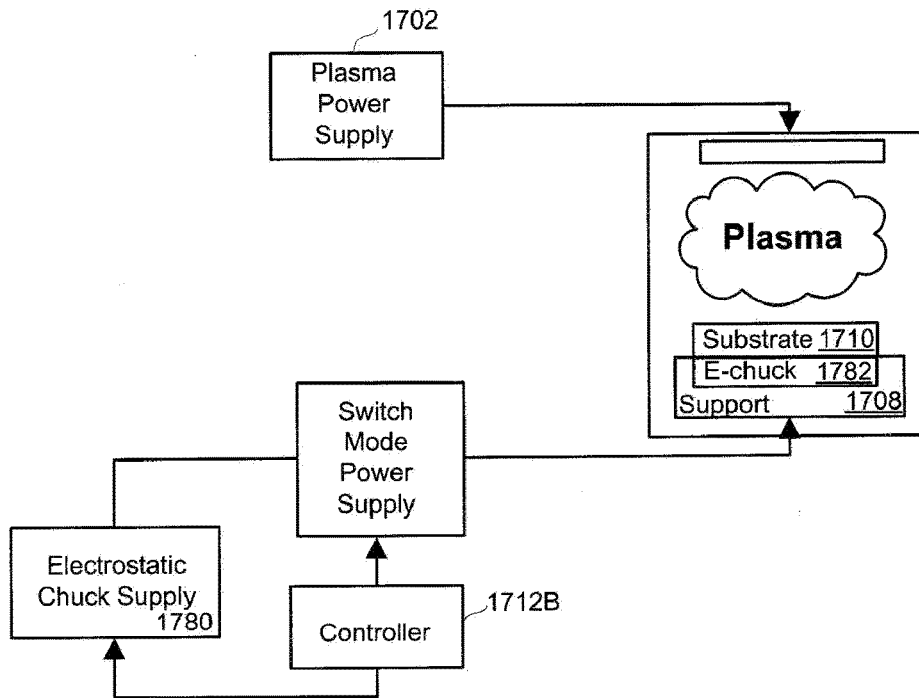 1702
Plasma
Power
Supply
Plasma
Substrate 1710
E-chuck 1782
Support 1708
Switch
Mode
Power
Supply
Electrostatic
Chuck Supply
1780
1712B
Controller